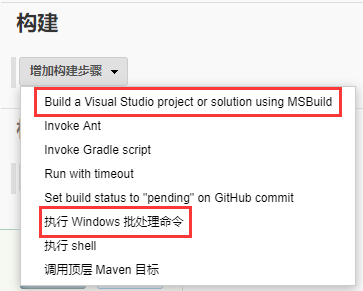 构建
增加构建步骤
Build a Visual Studio project or solution using MSBuild
Invoke Ant
Invoke Gradle script
Run with timeout
Set build status to "pending" on GitHub commit
执行 Windows 批处理命令
执行 shell
调用顶层 Maven 目标